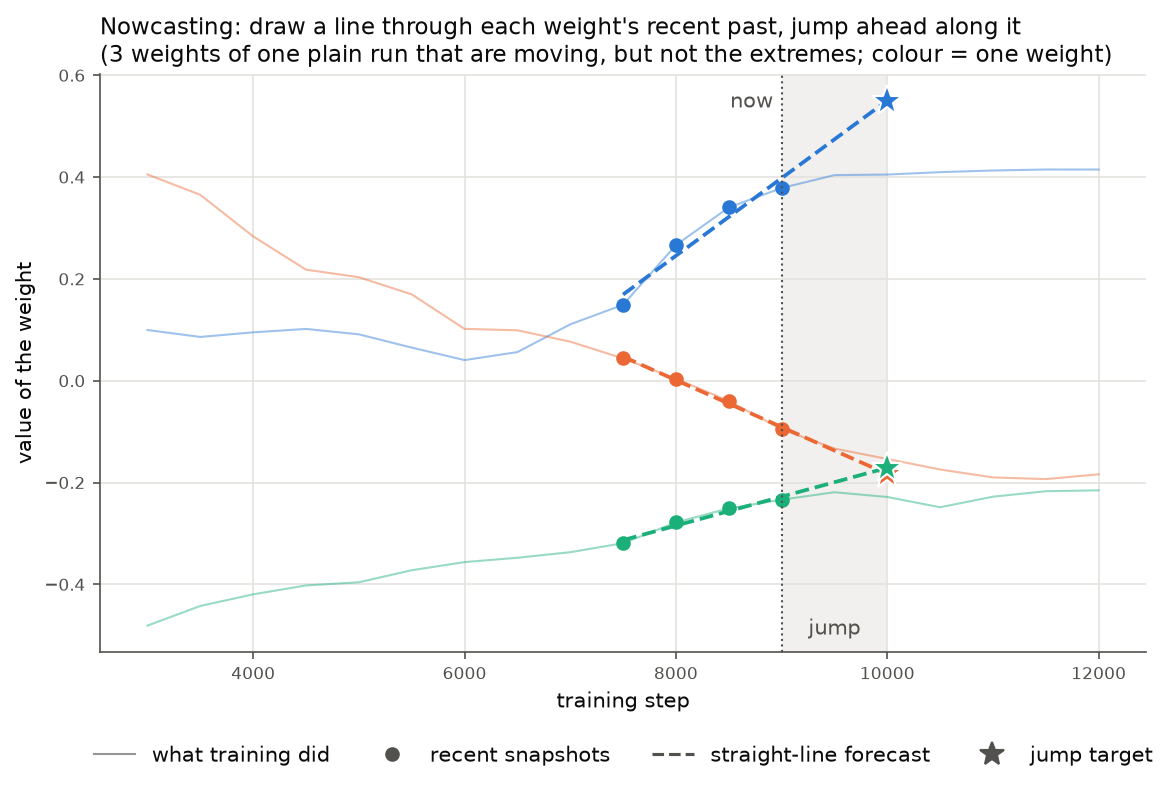 Nowcasting: draw a line through each weight's recent past, jump ahead along it
(3 weights of one plain run that are moving, but not the extremes; colour = one weight)
0.6
0.4
0.2
0.0
−0.2
−0.4
value of the weight
now
jump
4000
6000
8000
10000
12000
training step
what training did
recent snapshots
straight-line forecast
jump target